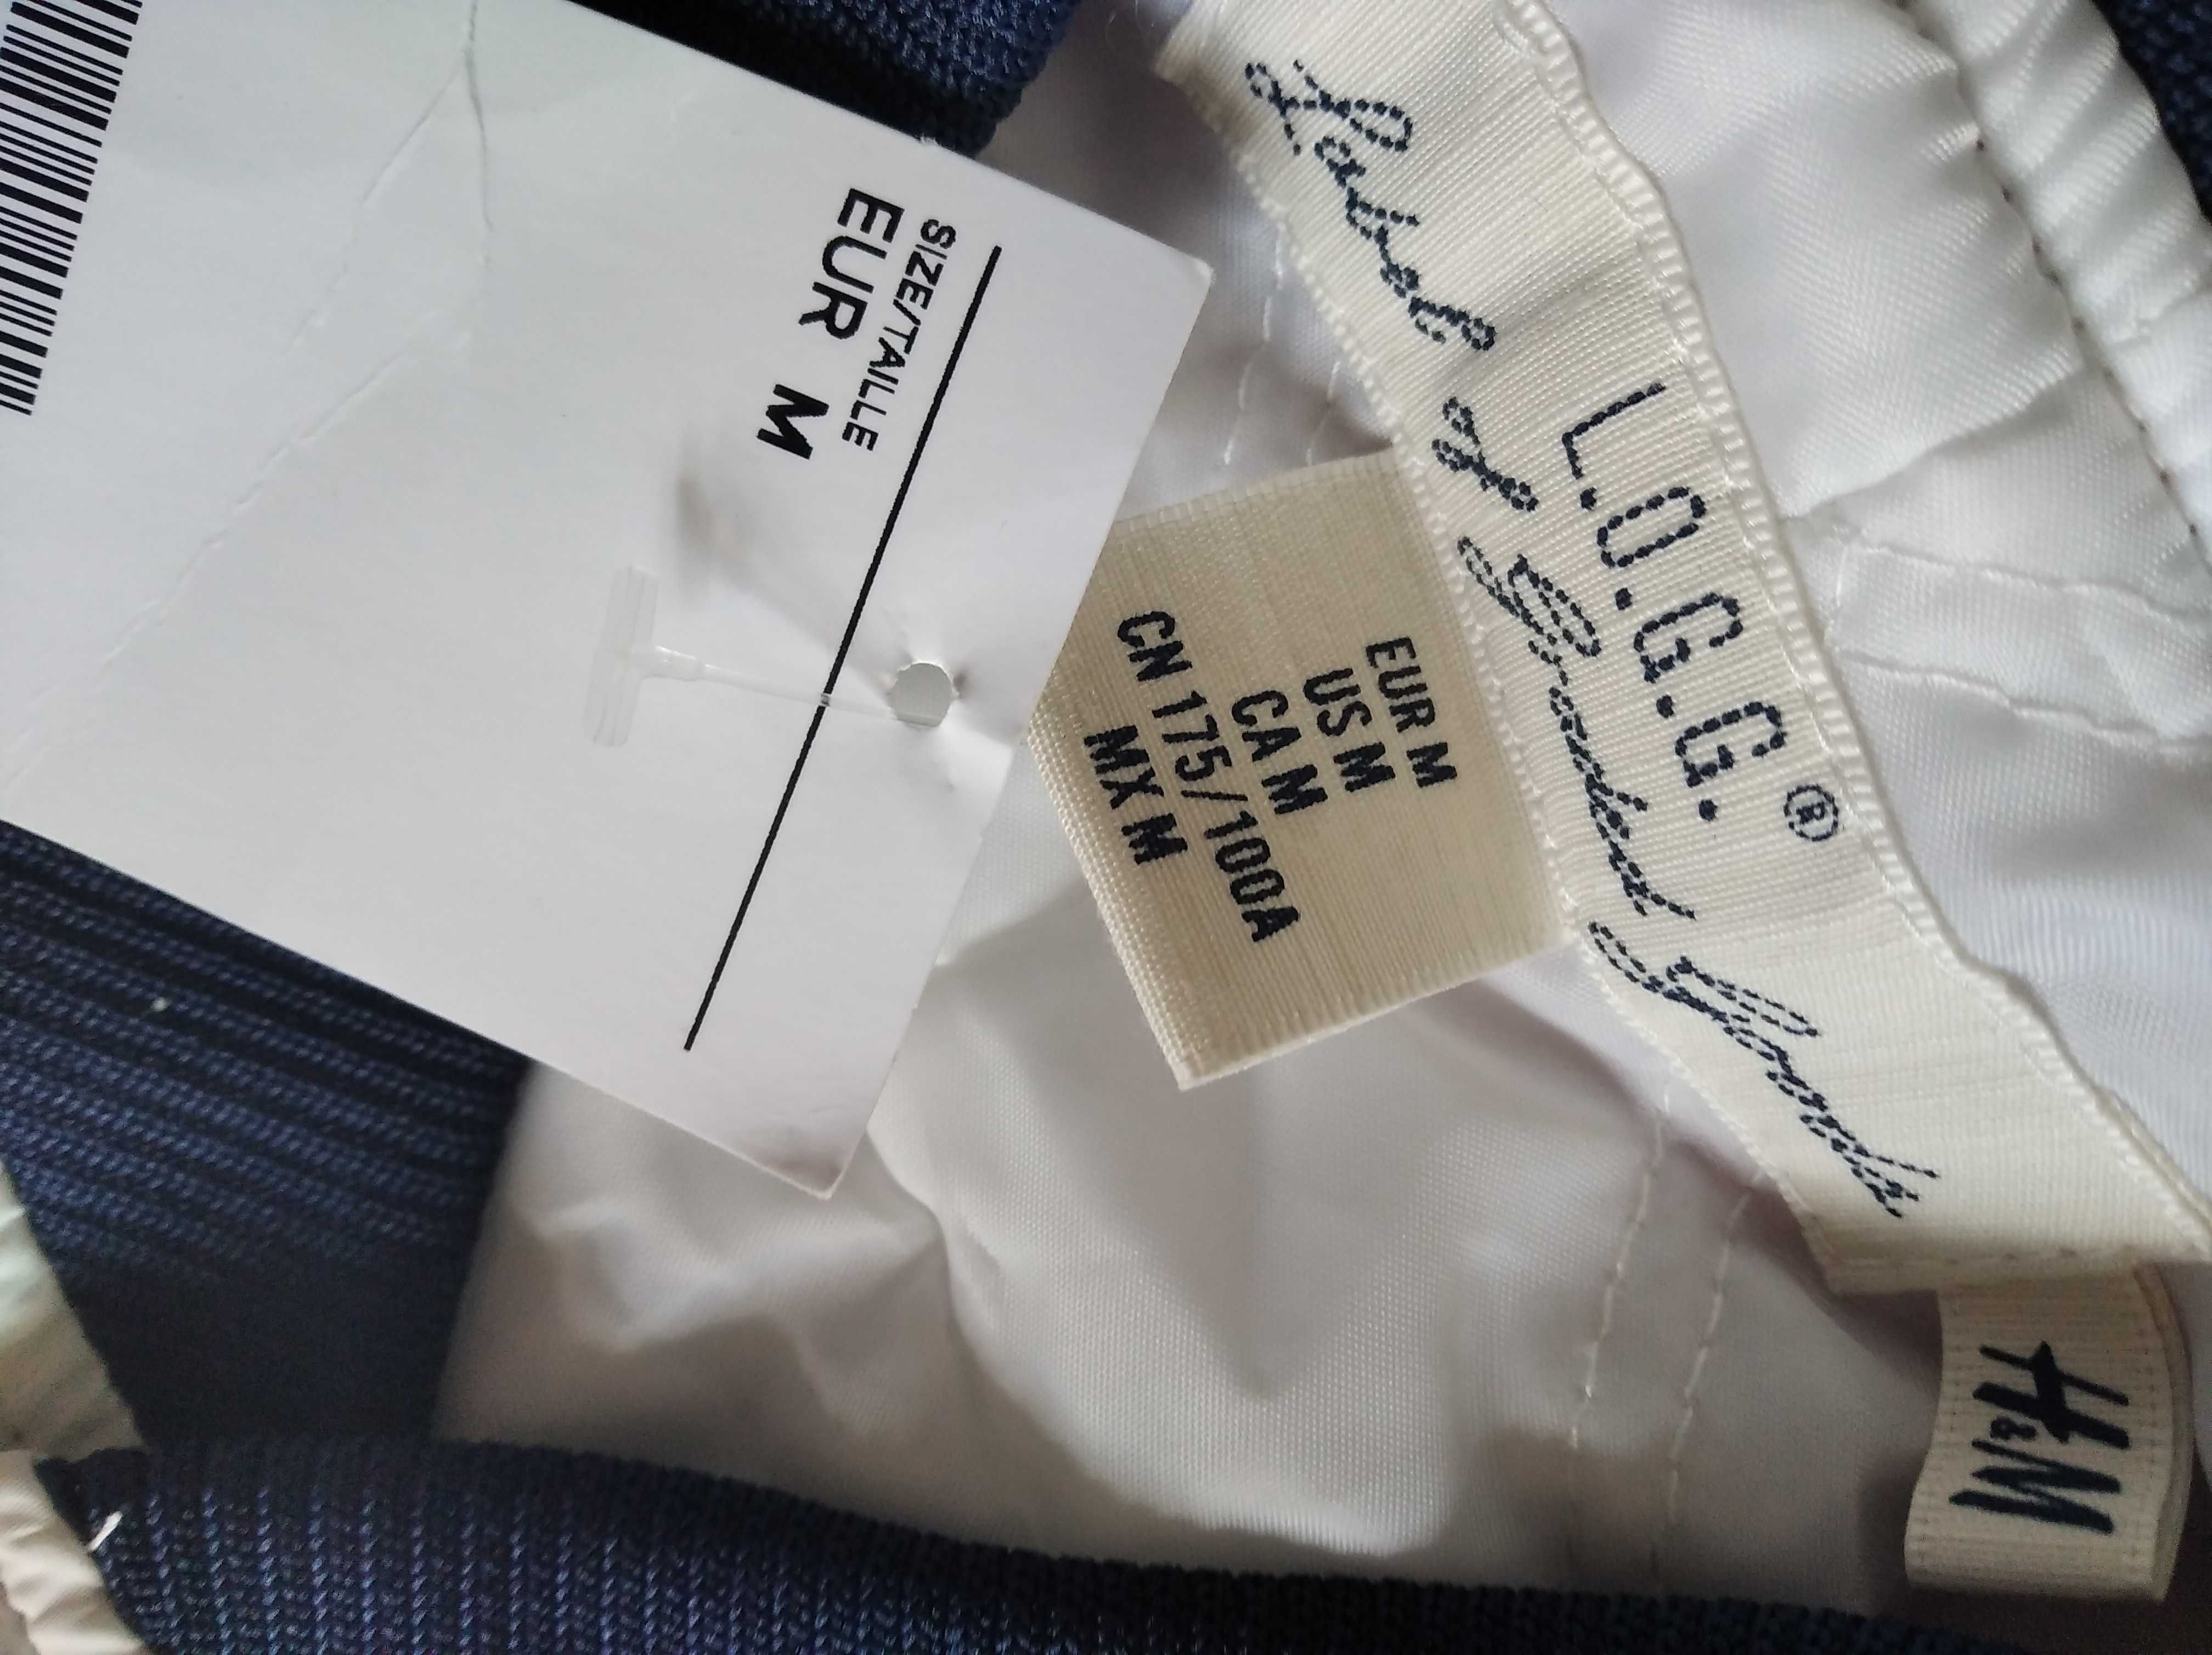 SIZE/TAILLE
EUR M
L.O.G.G.®
Label of Graded Goods
EUR M
US M
CA M
CN 175/100A
MX M
H&M